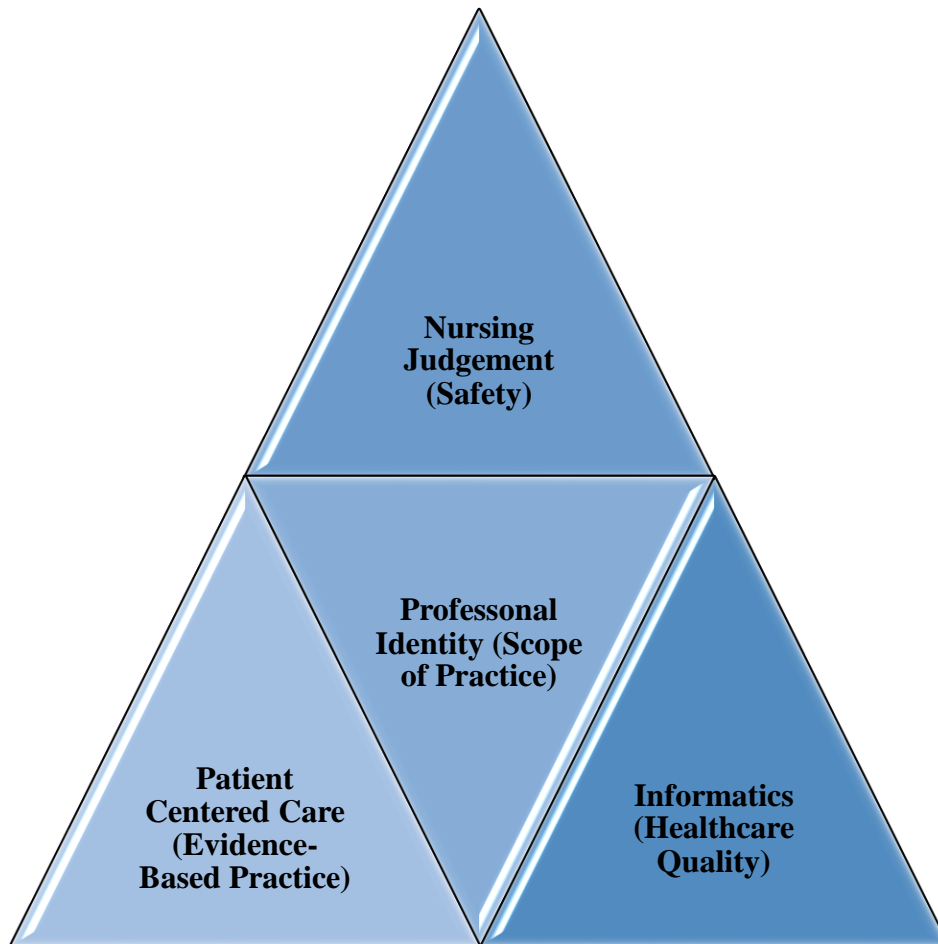 Nursing
Judgement
(Safety)
Professonal
Identity (Scope
of Practice)
Patient
Centered Care
(Evidence-
Based Practice)
Informatics
(Healthcare
Quality)